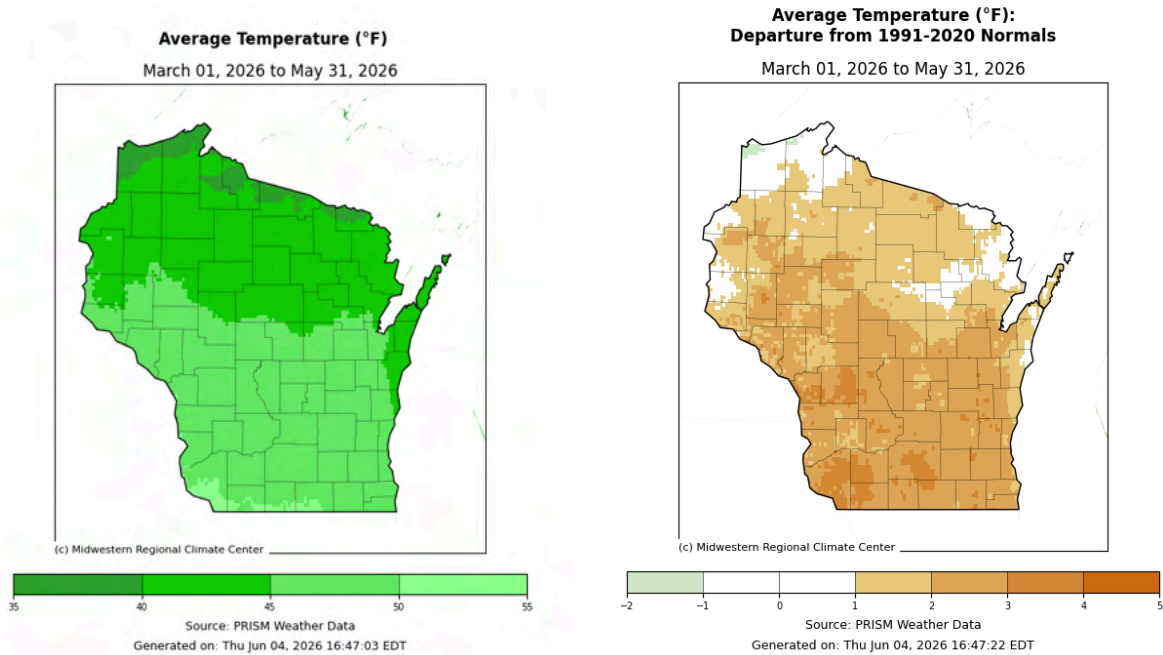 Average Temperature (°F)
March 01, 2026 to May 31, 2026
(c) Midwestern Regional Climate Center
35 40 45 50 55
Source: PRISM Weather Data
Generated on: Thu Jun 04, 2026 16:47:03 EDT
Average Temperature (°F):
Departure from 1991-2020 Normals
March 01, 2026 to May 31, 2026
(c) Midwestern Regional Climate Center
−2 −1 0 1 2 3 4 5
Source: PRISM Weather Data
Generated on: Thu Jun 04, 2026 16:47:22 EDT